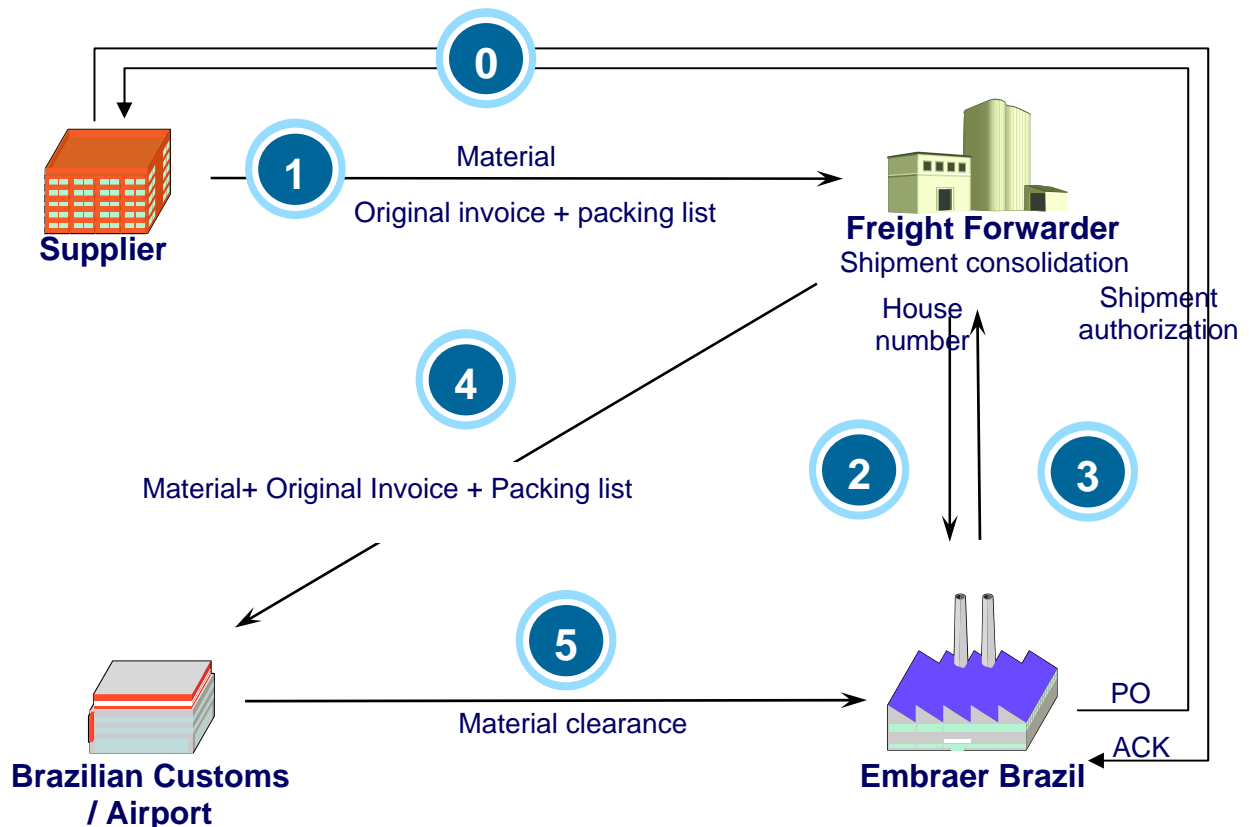 0
1
Material
Original invoice + packing list
Supplier
Freight Forwarder
Shipment consolidation
House
number
Shipment
authorization
4
2
3
Material+ Original Invoice + Packing list
5
Material clearance
PO
ACK
Brazilian Customs
/ Airport
Embraer Brazil